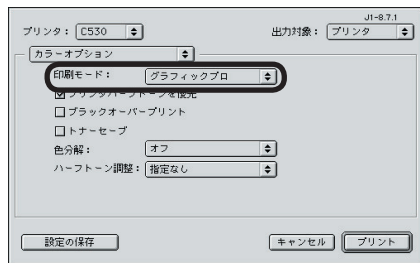 J1-8.7.1
プリンタ： C530 出力対象： プリンタ
カラーオプション
印刷モード： グラフィックプロ
プリンタハーフトーンを優先
ブラックオーバープリント
トナーセーブ
色分解： オフ
ハーフトーン調整： 指定なし
設定の保存 キャンセル プリント